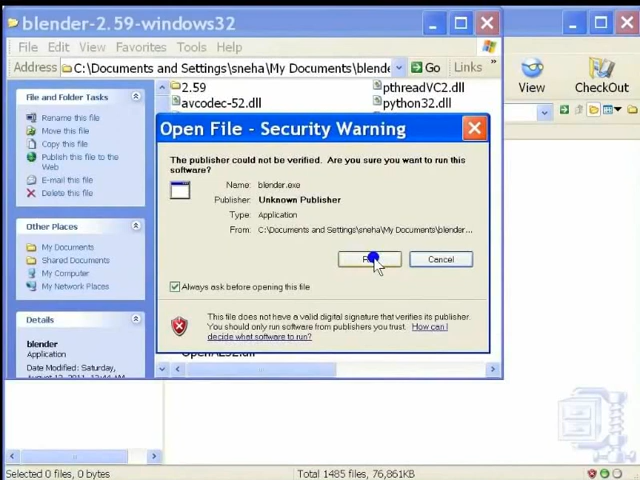 blender-2.59-windows32
File Edit View Favorites Tools Help
Address C:\Documents and Settings\sneha\My Documents\blende Go Links
View CheckOut
File and Folder Tasks
Rename this file
Move this file
Copy this file
Publish this file to the
Web
E-mail this file
Delete this file
Other Places
My Documents
Shared Documents
My Computer
My Network Places
Details
blender
Application
Date Modified: Saturday,
2.59
avcodec-52.dll
pthreadVC2.dll
python32.dll
Open File - Security Warning
The publisher could not be verified. Are you sure you want to run this
software?
Name: blender.exe
Publisher: Unknown Publisher
Type: Application
From: C:\Documents and Settings\sneha\My Documents\blender...
Cancel
Always ask before opening this file
This file does not have a valid digital signature that verifies its publisher.
You should only run software from publishers you trust. How can I
decide what software to run?
Selected 0 files, 0 bytes
Total 1485 files, 76,861KB